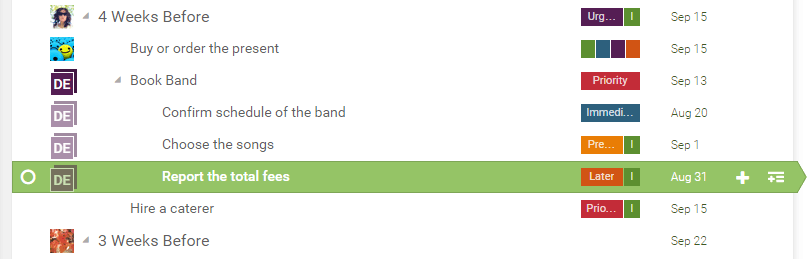 4 Weeks Before Urg... I Sep 15
Buy or order the present Sep 15
DE Book Band Priority Sep 13
DE Confirm schedule of the band Immedi... Aug 20
DE Choose the songs Pre... I Sep 1
DE Report the total fees Later I Aug 31
Hire a caterer Prio... I Sep 15
3 Weeks Before Sep 22